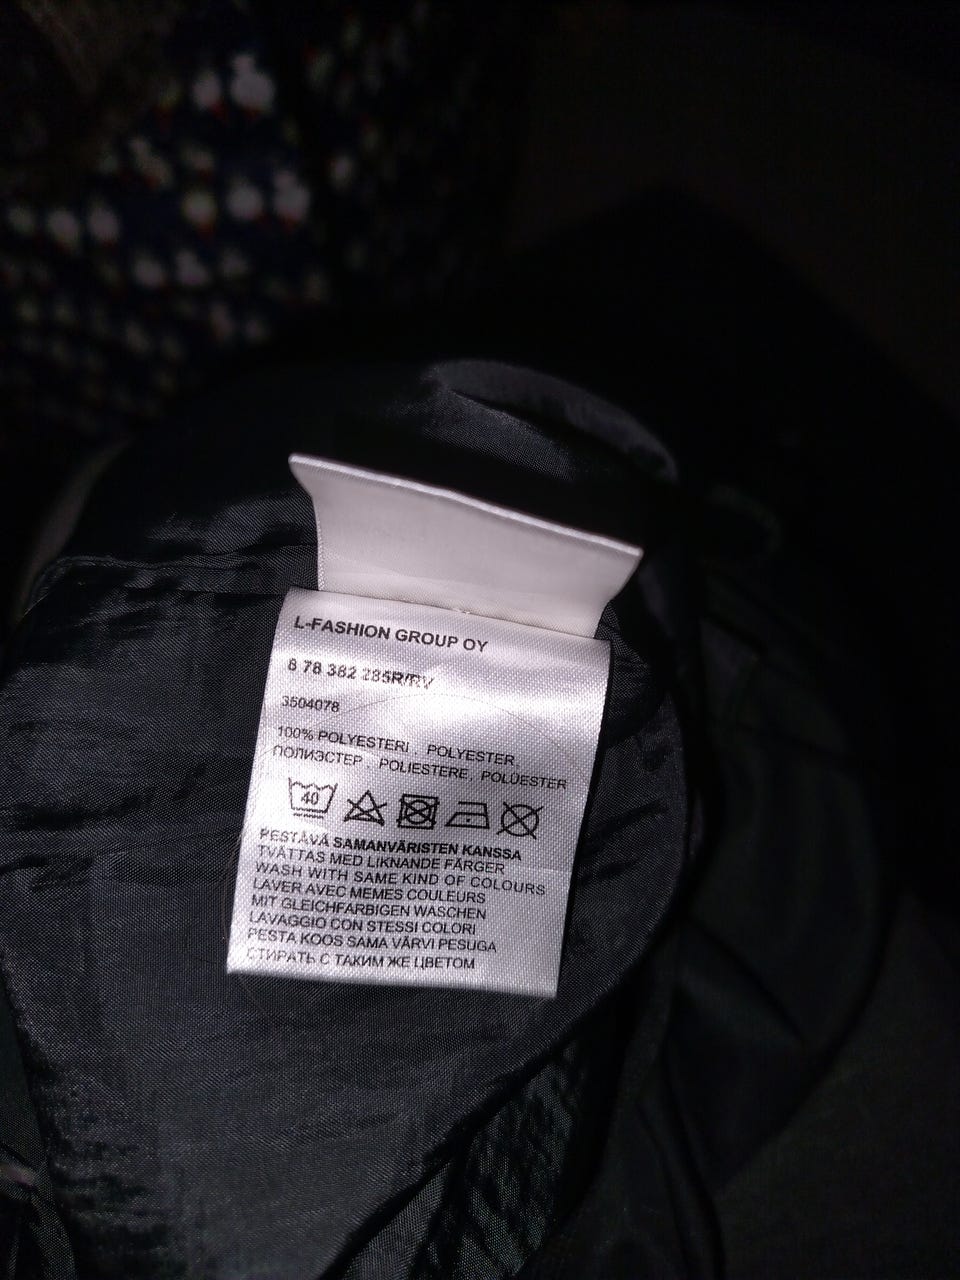 L-FASHION GROUP OY
8 78 382 285R/RV
3504078
100% POLYESTERI POLYESTER,
ПОЛИЭСТЕР POLIESTERE, POLÜESTER
40
PESTÄVÄ SAMANVÄRISTEN KANSSA
TVÄTTAS MED LIKNANDE FÄRGER
WASH WITH SAME KIND OF COLOURS
LAVER AVEC MEMES COULEURS
MIT GLEICHFARBIGEN WASCHEN
LAVAGGIO CON STESSI COLORI
PESTA KOOS SAMA VÄRVI PESUGA
СТИРАТЬ С ТАКИМ ЖЕ ЦВЕТОМ